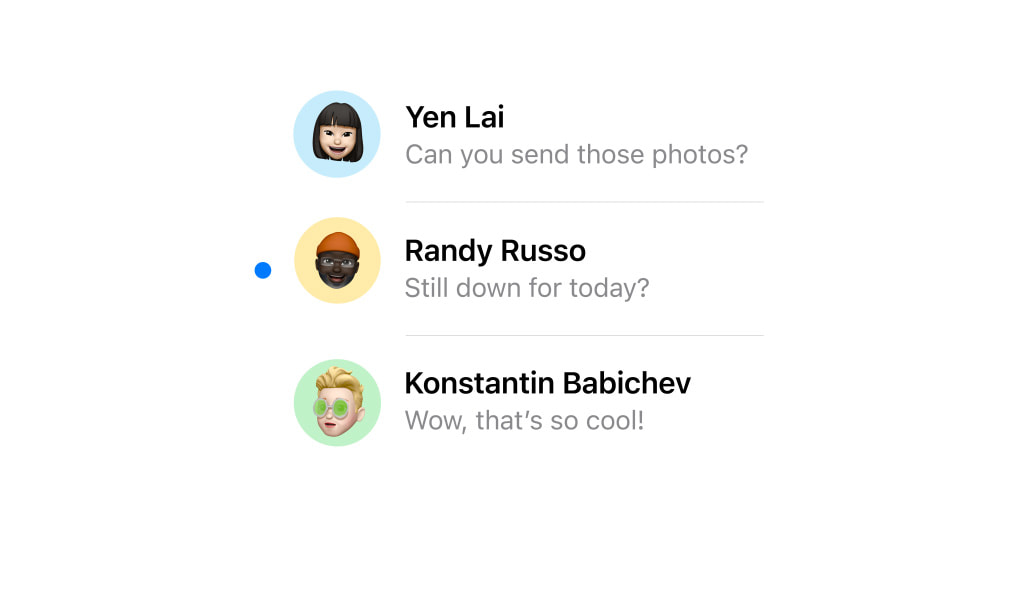 Yen Lai
Can you send those photos?
Randy Russo
Still down for today?
Konstantin Babichev
Wow, that’s so cool!